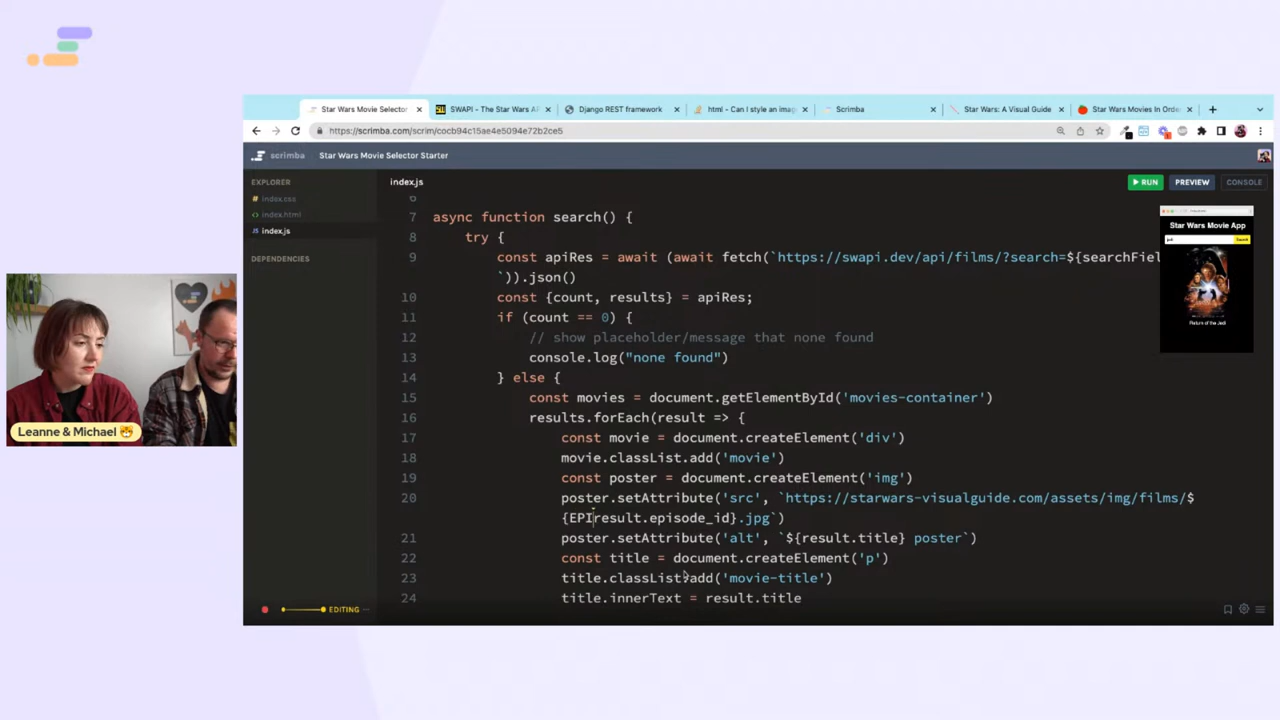 Star Wars Movie Selector
SWAPI - The Star Wars AP
Django REST framework
html - Can I style an imag
Scrimba
Star Wars: A Visual Guide
Star Wars Movies In Orde
https://scrimba.com/scrim/cocb94c15ae4e5094e72b2ce5
scrimba
Star Wars Movie Selector Starter
EXPLORER
index.css
index.html
index.js
DEPENDENCIES
index.js
RUN
PREVIEW
CONSOLE
6
7 async function search() {
8 try {
9 const apiRes = await (await fetch(`https://swapi.dev/api/films/?search=${searchFiel
`)).json()
10 const {count, results} = apiRes;
11 if (count == 0) {
12 // show placeholder/message that none found
13 console.log("none found")
14 } else {
15 const movies = document.getElementById('movies-container')
16 results.forEach(result => {
17 const movie = document.createElement('div')
18 movie.classList.add('movie')
19 const poster = document.createElement('img')
20 poster.setAttribute('src', `https://starwars-visualguide.com/assets/img/films/$
{EPIresult.episode_id}.jpg`)
21 poster.setAttribute('alt', `${result.title} poster`)
22 const title = document.createElement('p')
23 title.classList.add('movie-title')
24 title.innerText = result.title
Star Wars Movie App
Return of the Jedi
EDITING
Leanne & Michael